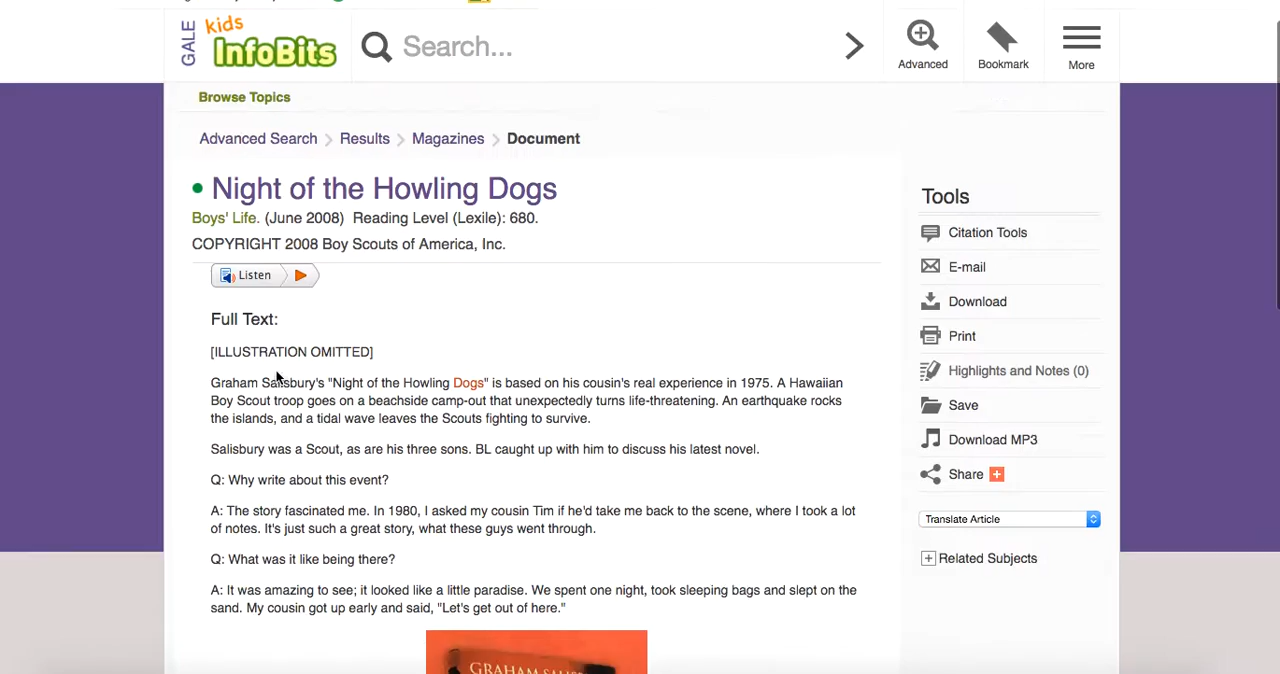 GALE
kids
InfoBits
Search...
Advanced
Bookmark
More
Browse Topics
Advanced Search
Results
Magazines
Document
Night of the Howling Dogs
Boys' Life. (June 2008) Reading Level (Lexile): 680.
COPYRIGHT 2008 Boy Scouts of America, Inc.
Listen
Full Text:
[ILLUSTRATION OMITTED]
Graham Salisbury's "Night of the Howling Dogs" is based on his cousin's real experience in 1975. A Hawaiian
Boy Scout troop goes on a beachside camp-out that unexpectedly turns life-threatening. An earthquake rocks
the islands, and a tidal wave leaves the Scouts fighting to survive.
Salisbury was a Scout, as are his three sons. BL caught up with him to discuss his latest novel.
Q: Why write about this event?
A: The story fascinated me. In 1980, I asked my cousin Tim if he'd take me back to the scene, where I took a lot
of notes. It's just such a great story, what these guys went through.
Q: What was it like being there?
A: It was amazing to see; it looked like a little paradise. We spent one night, took sleeping bags and slept on the
sand. My cousin got up early and said, "Let's get out of here."
GRAHAM
Tools
Citation Tools
E-mail
Download
Print
Highlights and Notes (0)
Save
Download MP3
Share
Translate Article
Related Subjects